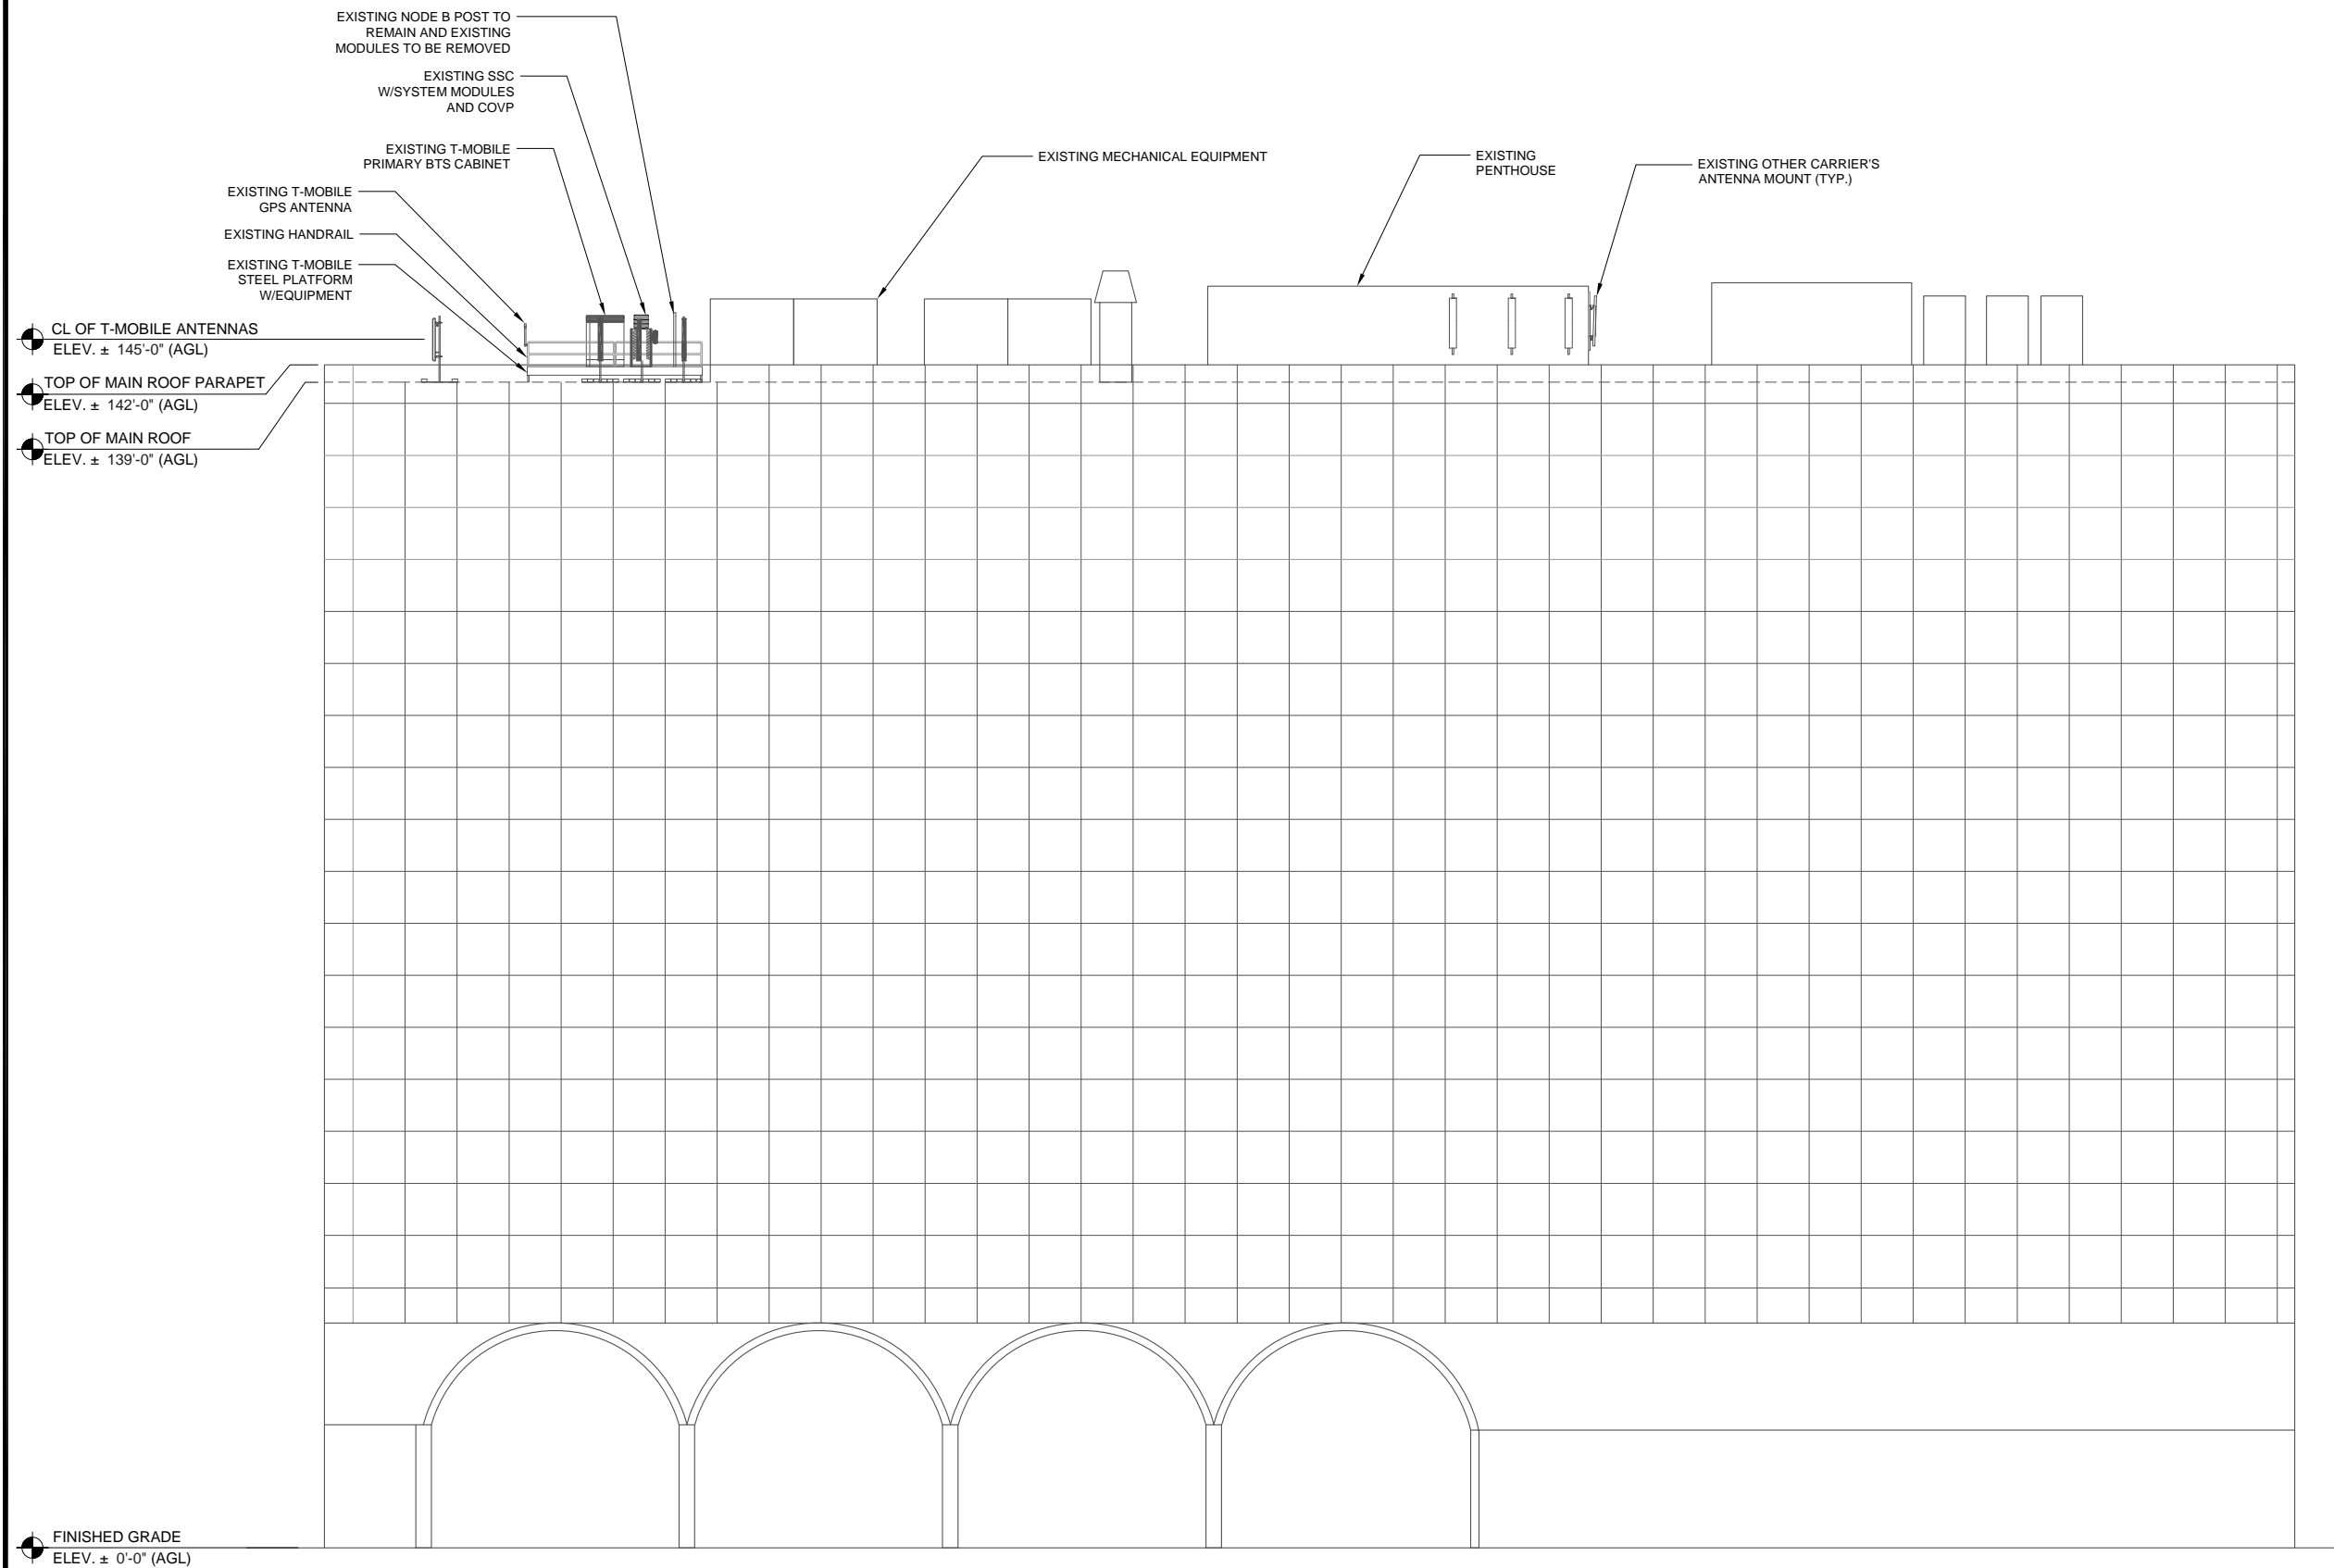 EXISTING NODE B POST TO
REMAIN AND EXISTING
MODULES TO BE REMOVED
EXISTING SSC
W/SYSTEM MODULES
AND COVP
EXISTING T-MOBILE
PRIMARY BTS CABINET
EXISTING T-MOBILE
GPS ANTENNA
EXISTING HANDRAIL
EXISTING T-MOBILE
STEEL PLATFORM
W/EQUIPMENT
EXISTING MECHANICAL EQUIPMENT
EXISTING
PENTHOUSE
EXISTING OTHER CARRIER'S
ANTENNA MOUNT (TYP.)
CL OF T-MOBILE ANTENNAS
ELEV. ± 145'-0" (AGL)
TOP OF MAIN ROOF PARAPET
ELEV. ± 142'-0" (AGL)
TOP OF MAIN ROOF
ELEV. ± 139'-0" (AGL)
FINISHED GRADE
ELEV. ± 0'-0" (AGL)